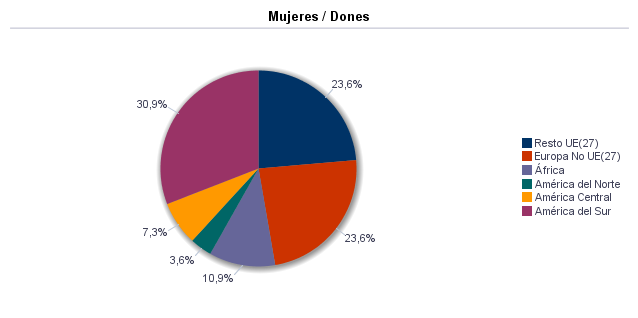 Mujeres / Dones
23,6%
30,9%
7,3%
3,6%
10,9%
23,6%
Resto UE(27)
Europa No UE(27)
África
América del Norte
América Central
América del Sur